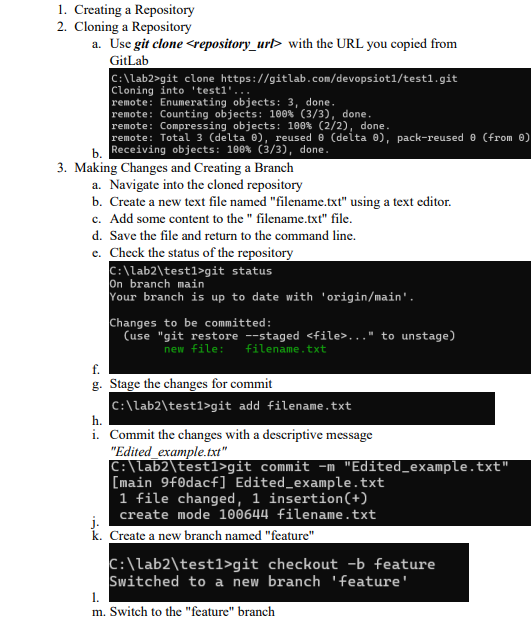 1. Creating a Repository
2. Cloning a Repository
a. Use git clone <repository_url> with the URL you copied from
GitLab
C:\lab2>git clone https://gitlab.com/devopsiot1/test1.git
Cloning into 'test1'...
remote: Enumerating objects: 3, done.
remote: Counting objects: 100% (3/3), done.
remote: Compressing objects: 100% (2/2), done.
remote: Total 3 (delta 0), reused 0 (delta 0), pack-reused 0 (from 0)
Receiving objects: 100% (3/3), done.
b.
3. Making Changes and Creating a Branch
a. Navigate into the cloned repository
b. Create a new text file named "filename.txt" using a text editor.
c. Add some content to the " filename.txt" file.
d. Save the file and return to the command line.
e. Check the status of the repository
C:\lab2\test1>git status
On branch main
Your branch is up to date with 'origin/main'.
Changes to be committed:
(use "git restore --staged <file>..." to unstage)
new file: filename.txt
f.
g. Stage the changes for commit
C:\lab2\test1>git add filename.txt
h.
i. Commit the changes with a descriptive message
"Edited_example.txt"
C:\lab2\test1>git commit -m "Edited_example.txt"
[main 9f0dacf] Edited_example.txt
1 file changed, 1 insertion(+)
create mode 100644 filename.txt
j.
k. Create a new branch named "feature"
C:\lab2\test1>git checkout -b feature
Switched to a new branch 'feature'
l.
m. Switch to the "feature" branch